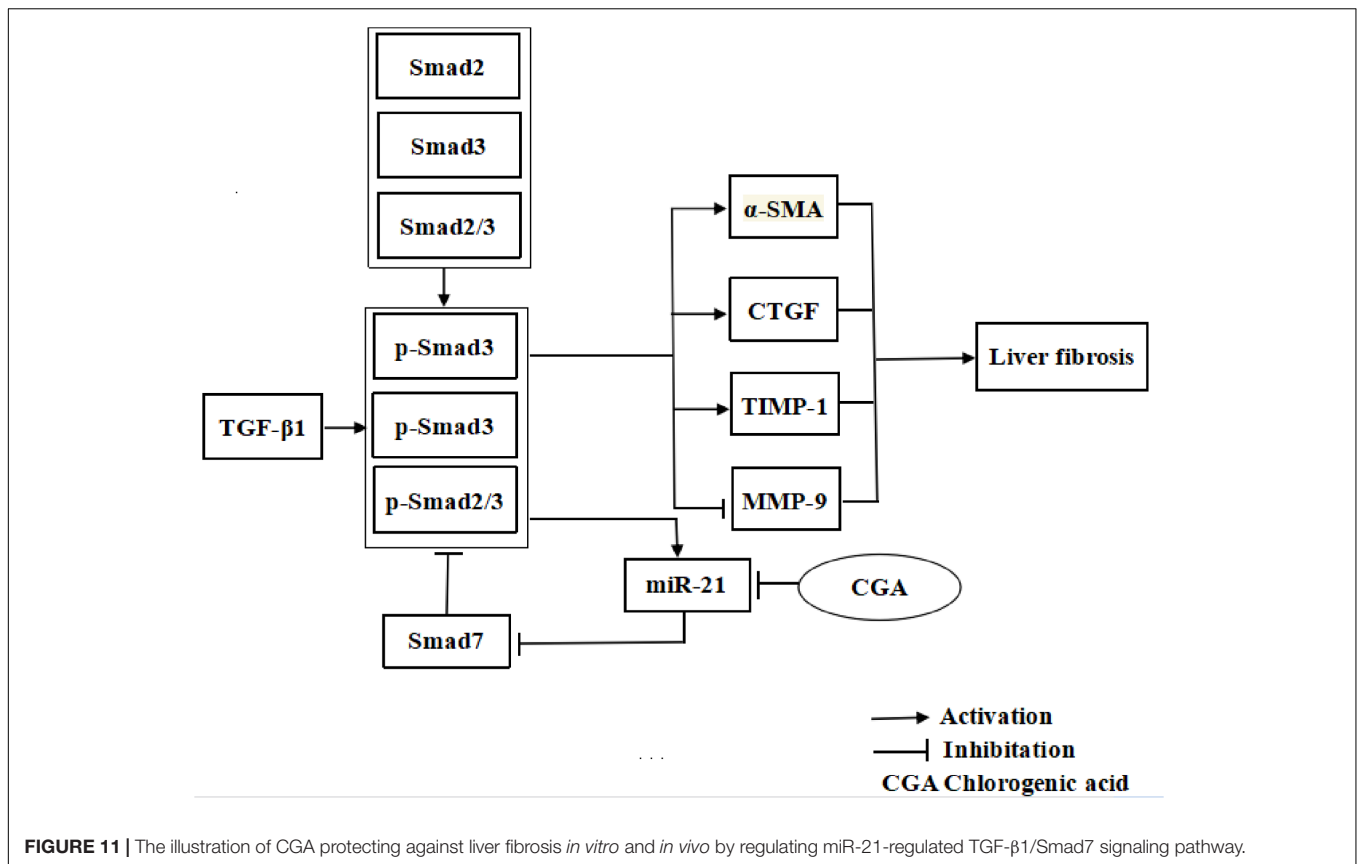 Smad2
Smad3
Smad2/3
p-Smad3
p-Smad3
p-Smad2/3
TGF-β1
Smad7
α-SMA
CTGF
TIMP-1
MMP-9
miR-21
CGA
Liver fibrosis
Activation
Inhibitation
CGA Chlorogenic acid
FIGURE 11 | The illustration of CGA protecting against liver fibrosis in vitro and in vivo by regulating miR-21-regulated TGF-β1/Smad7 signaling pathway.